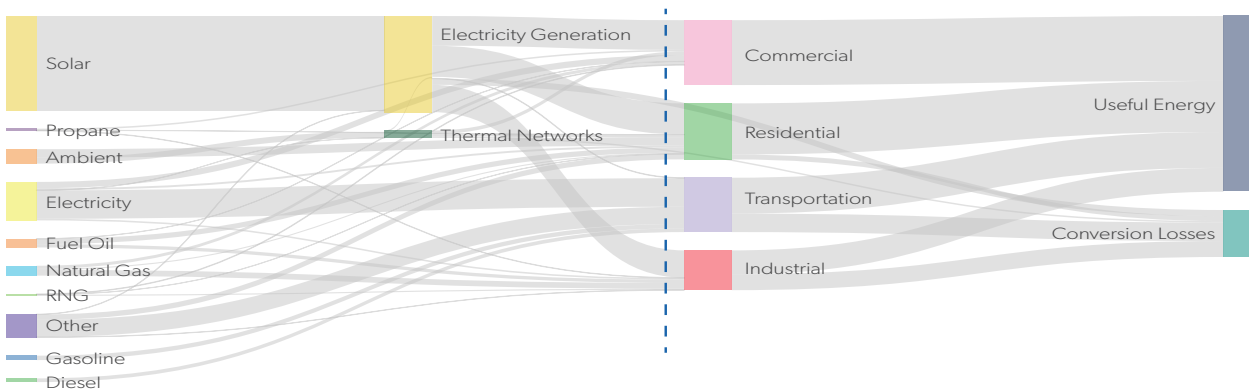 Solar
Propane
Ambient
Electricity
Fuel Oil
Natural Gas
RNG
Other
Gasoline
Diesel
Electricity Generation
Thermal Networks
Commercial
Residential
Transportation
Industrial
Useful Energy
Conversion Losses